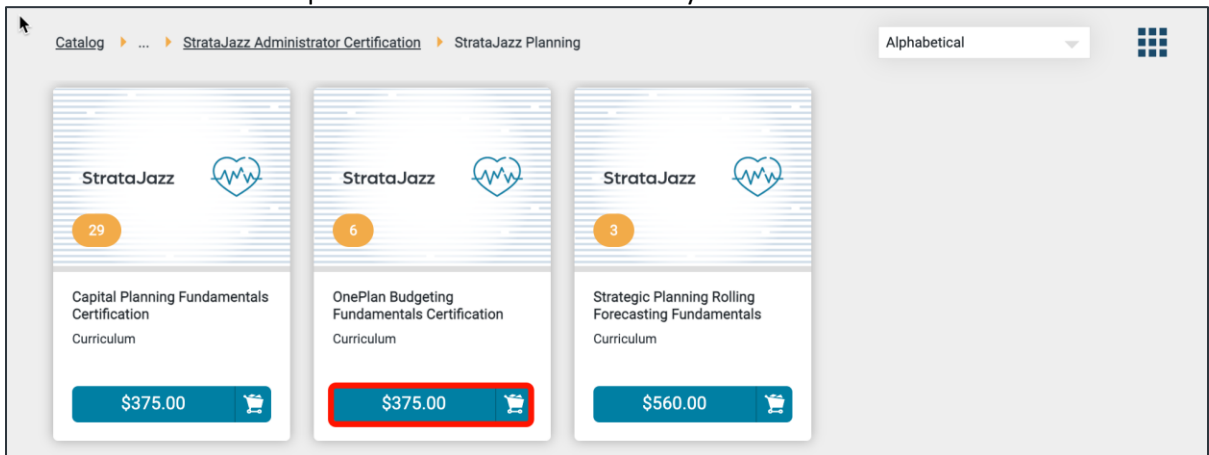 Catalog ... StrataJazz Administrator Certification StrataJazz Planning
Alphabetical
StrataJazz
29
Capital Planning Fundamentals
Certification
Curriculum
$375.00
StrataJazz
6
OnePlan Budgeting
Fundamentals Certification
Curriculum
$375.00
StrataJazz
3
Strategic Planning Rolling
Forecasting Fundamentals
Curriculum
$560.00